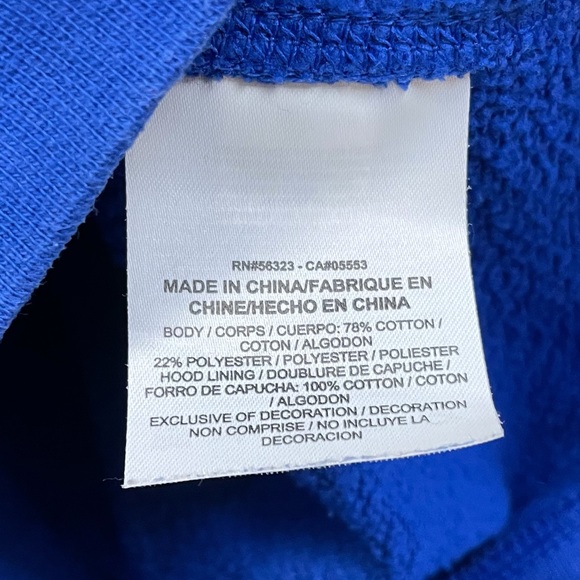 RN#56323 - CA#05553
MADE IN CHINA/FABRIQUE EN
CHINE/HECHO EN CHINA
BODY / CORPS / CUERPO: 78% COTTON /
COTON / ALGODON
22% POLYESTER / POLYESTER / POLIESTER
HOOD LINING / DOUBLURE DE CAPUCHE /
FORRO DE CAPUCHA: 100% COTTON / COTON
/ ALGODON
EXCLUSIVE OF DECORATION / DECORATION
NON COMPRISE / NO INCLUYE LA
DECORACION